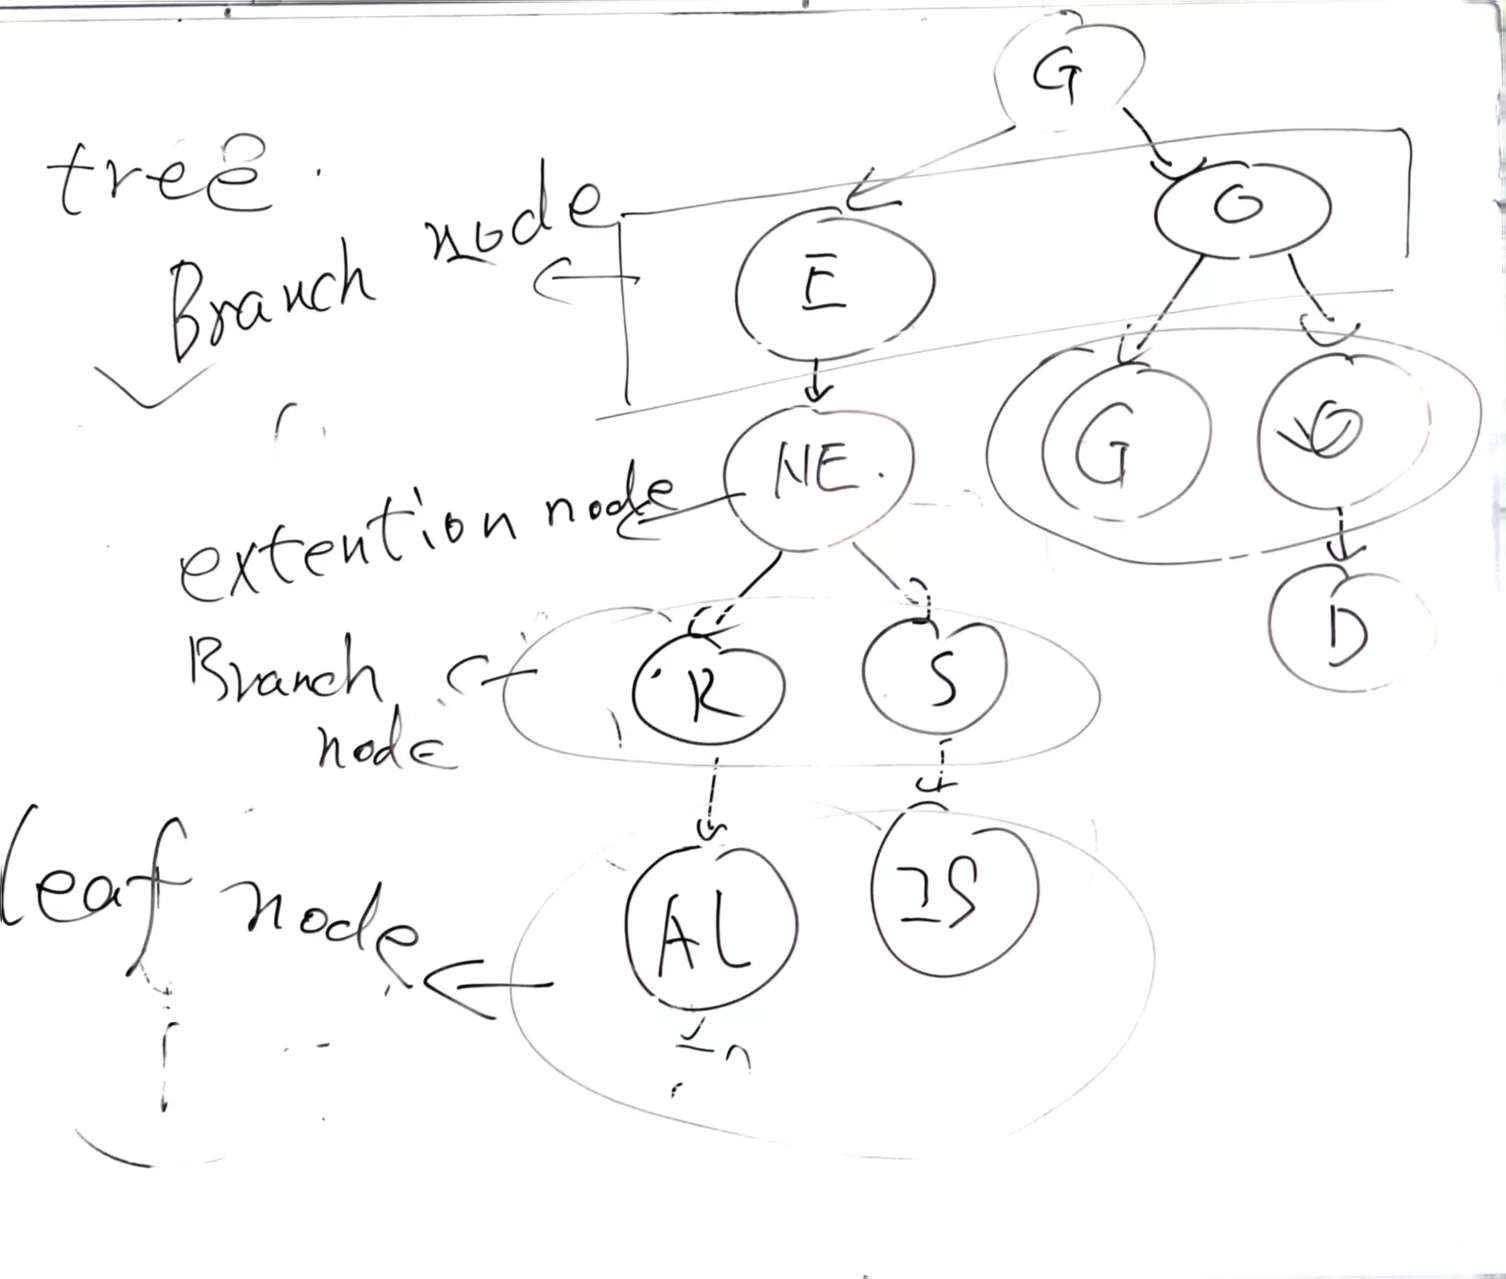 G
tree.
Branch node
O
E
G
O
NE.
extention node
D
Branch
node
R
S
leaf node
AL
IS